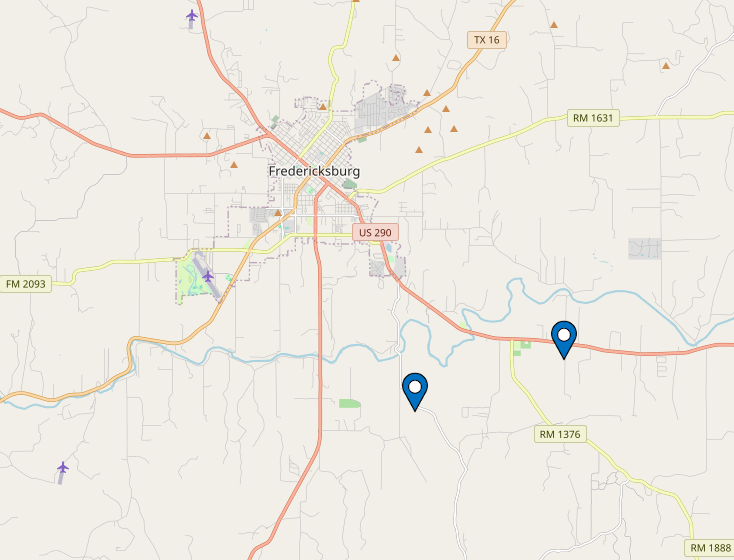 TX 16
RM 1631
Fredericksburg
US 290
FM 2093
RM 1376
RM 1888